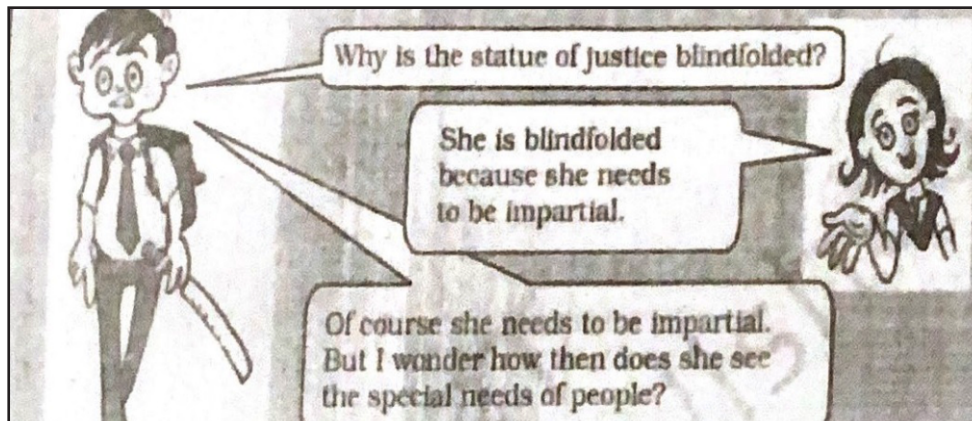 Why is the statue of justice blindfolded?
She is blindfolded
because she needs
to be impartial.
Of course she needs to be impartial.
But I wonder how then does she see
the special needs of people?